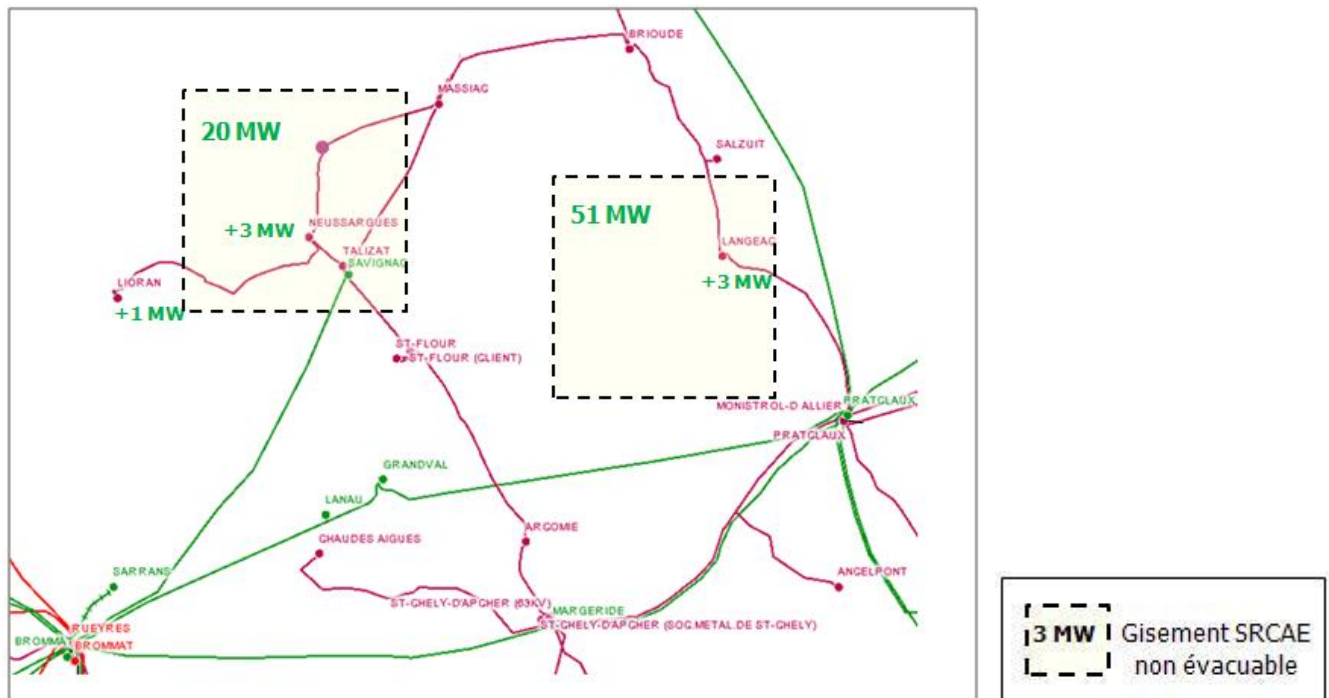 BRIOUDE
MASSIAC
20 MW
SALZUIT
51 MW
NEUSSARGUES
+3 MW
LANGEAC
TALIZAT
SAVIGNAC
LIORAN
+3 MW
+1 MW
ST-FLOUR
ST-FLOUR (CLIENT)
PRATCLAUX
MONISTROL-D ALLIER
PRATCLAUX
GRANDVAL
LANAU
ARCOMIE
CHAUDES AIGUES
SARRANS
ANCELPONT
ST-CHELY-D'APCHER (63KV)
MARGERIDE
ST-CHELY-D'APCHER (SOC.METAL.DE ST-CHELY)
RUEYRES
BROMMAT
BROMMAT
3 MW
Gisement SRCAE
non évacuable